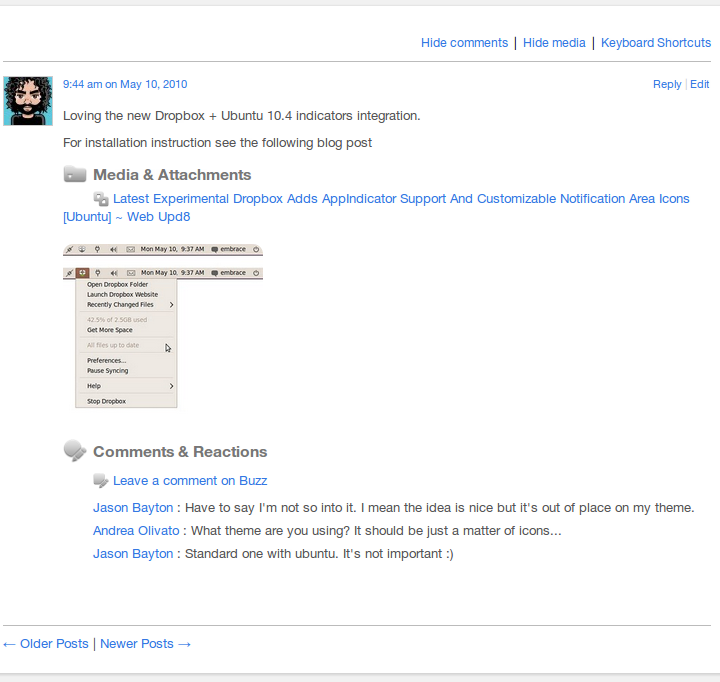 Hide comments | Hide media | Keyboard Shortcuts
9:44 am on May 10, 2010
Reply | Edit
Loving the new Dropbox + Ubuntu 10.4 indicators integration.
For installation instruction see the following blog post
Media & Attachments
Latest Experimental Dropbox Adds AppIndicator Support And Customizable Notification Area Icons
[Ubuntu] ~ Web Upd8
Mon May 10, 9:37 AM embrace
Mon May 10, 9:37 AM embrace
Open Dropbox Folder
Launch Dropbox Website
Recently Changed Files
42.5% of 2.5GB used
Get More Space
All files up to date
Preferences...
Pause Syncing
Help
Stop Dropbox
Comments & Reactions
Leave a comment on Buzz
Jason Bayton : Have to say I'm not so into it. I mean the idea is nice but it's out of place on my theme.
Andrea Olivato : What theme are you using? It should be just a matter of icons...
Jason Bayton : Standard one with ubuntu. It's not important :)
← Older Posts | Newer Posts →